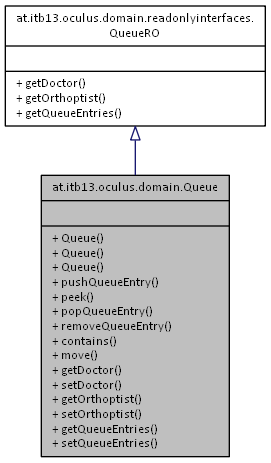 at.itb13.oculus.domain.readonlyinterfaces.
QueueRO
+ getDoctor()
+ getOrthoptist()
+ getQueueEntries()
at.itb13.oculus.domain.Queue
+ Queue()
+ Queue()
+ Queue()
+ pushQueueEntry()
+ peek()
+ popQueueEntry()
+ removeQueueEntry()
+ contains()
+ move()
+ getDoctor()
+ setDoctor()
+ getOrthoptist()
+ setOrthoptist()
+ getQueueEntries()
+ setQueueEntries()